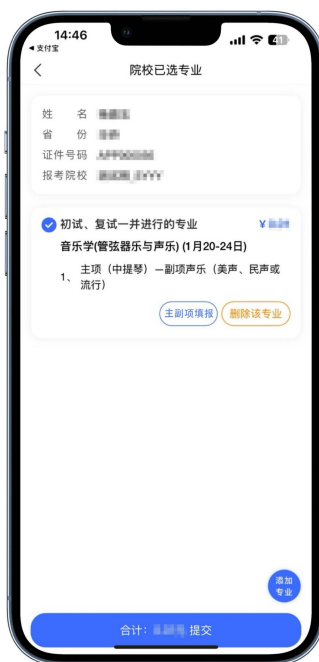 14:46
支付宝
41
院校已选专业
姓 名
省 份
证件号码
报考院校
初试、复试一并进行的专业 ¥
音乐学(管弦器乐与声乐) (1月20-24日)
1、主项（中提琴）—副项声乐（美声、民声或
流行）
主副项填报 删除该专业
添加
专业
合计： 提交